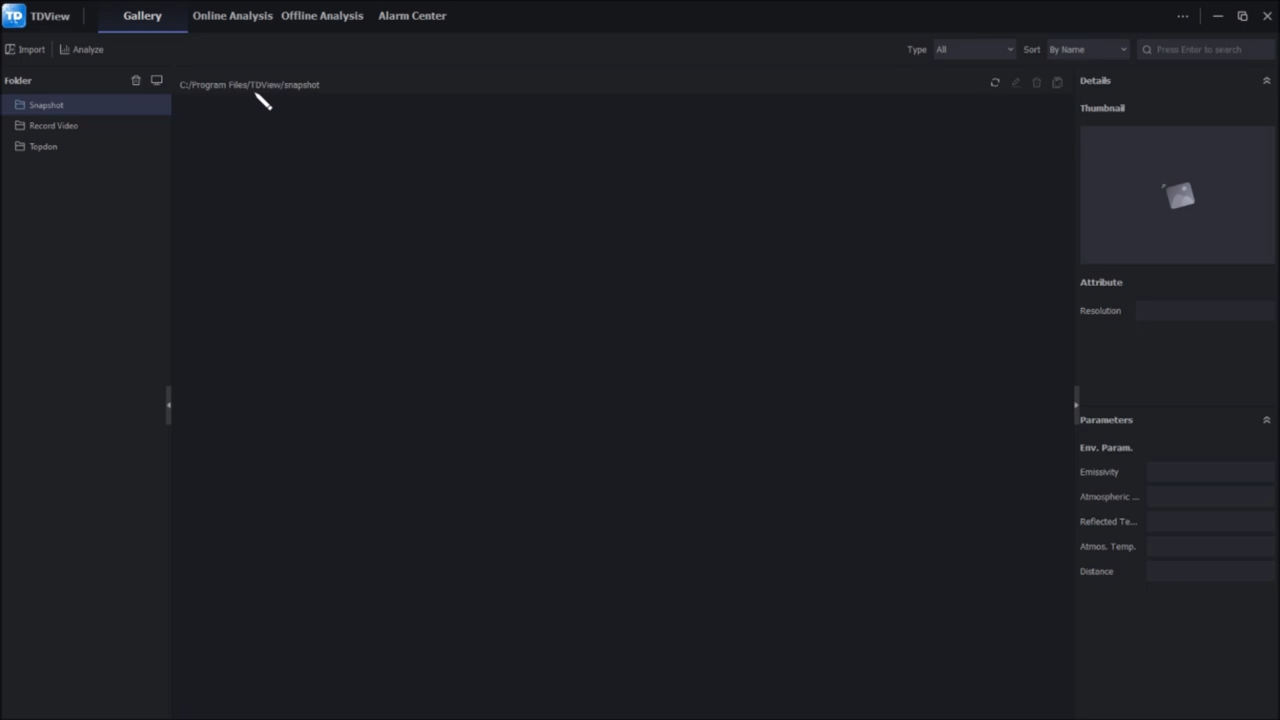 TD TDView Gallery Online Analysis Offline Analysis Alarm Center
Import Analyze Type All Sort By Name Press Enter to search
Folder
Snapshot
Record Video
Topdon
C:/Program Files/TDView/snapshot
Details
Thumbnail
Attribute
Resolution
Parameters
Env. Param.
Emissivity
Atmospheric ...
Reflected Te...
Atmos. Temp.
Distance